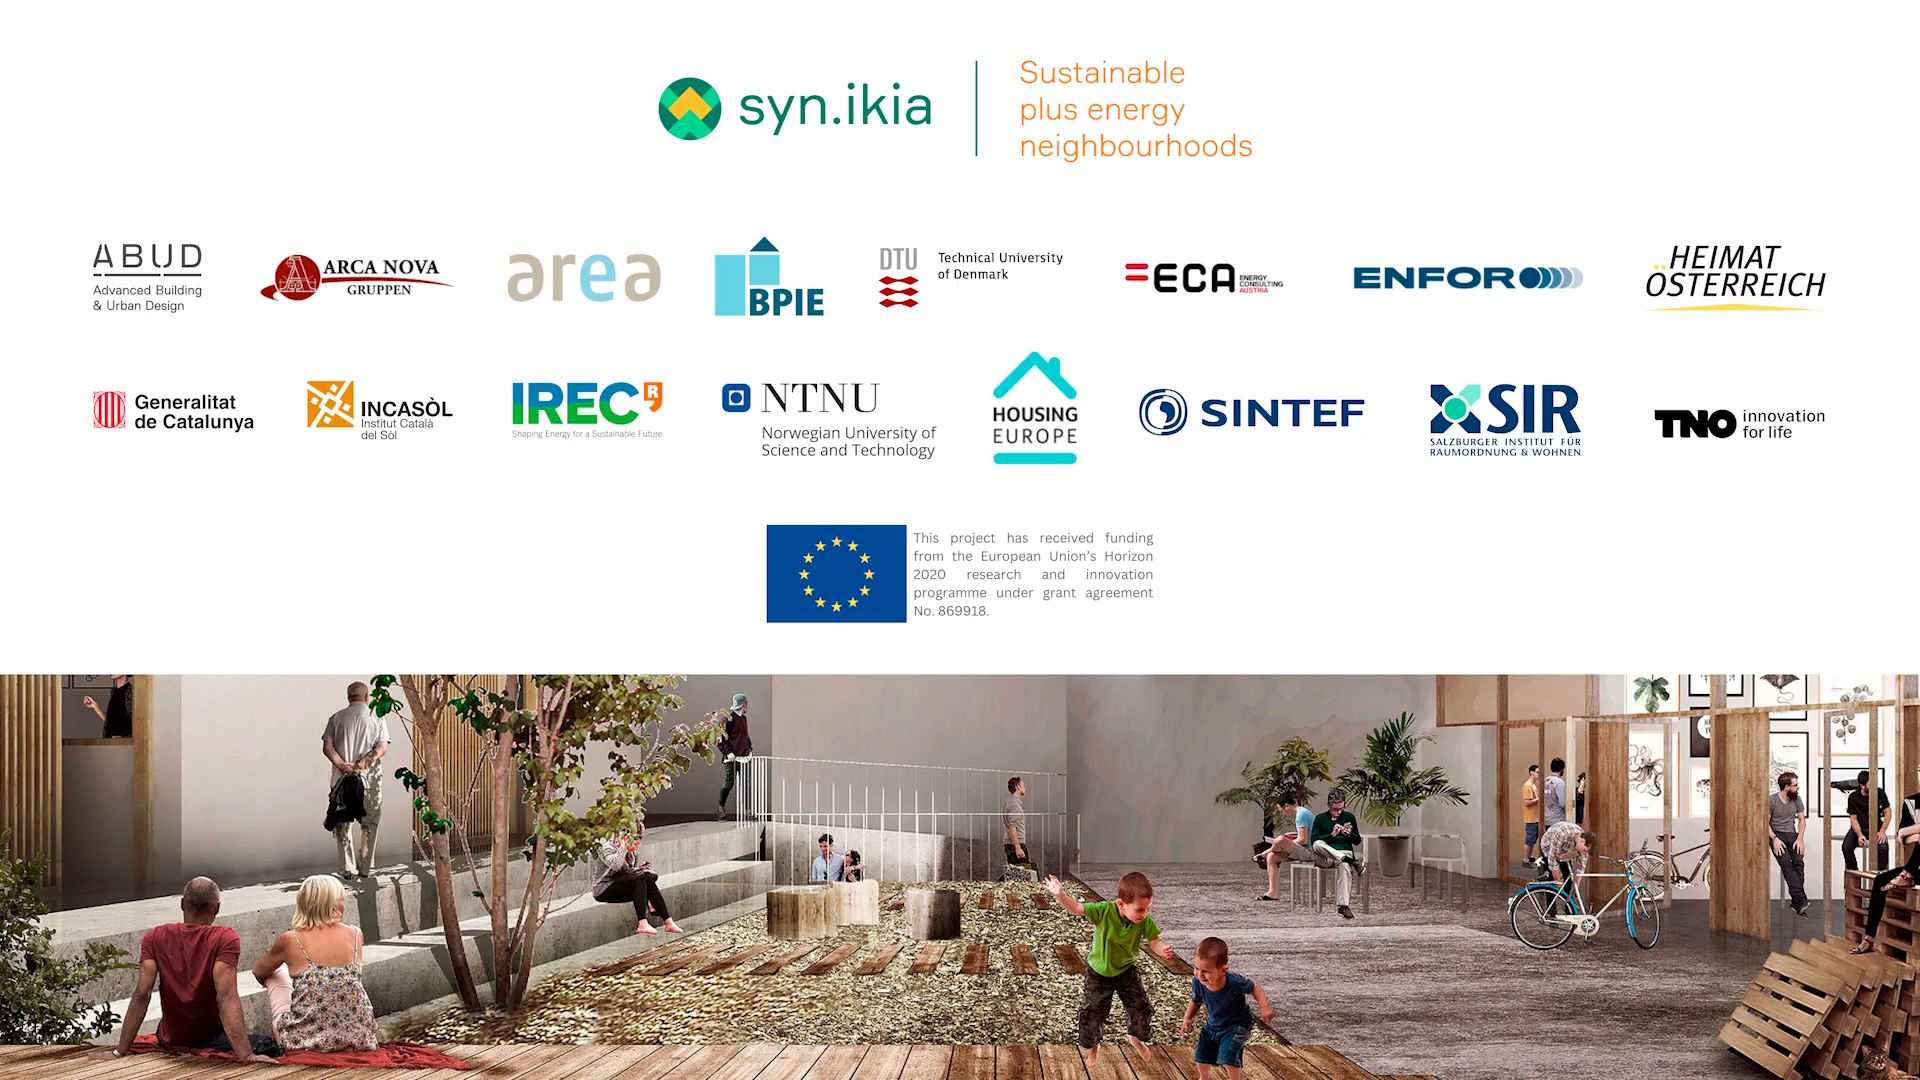 syn.ikia
Sustainable
plus energy
neighbourhoods
ABUD
Advanced Building
& Urban Design
ARCA NOVA
GRUPPEN
area
BPIE
DTU
Technical University
of Denmark
ECA
ENERGY
CONSULTING
AUSTRIA
ENFOR
HEIMAT
ÖSTERREICH
Generalitat
de Catalunya
INCASÒL
Institut Català
del Sòl
IREC
R
Shaping Energy for a Sustainable Future
NTNU
Norwegian University of
Science and Technology
HOUSING
EUROPE
SINTEF
SIR
SALZBURGER INSTITUT FÜR
RAUMORDNUNG & WOHNEN
TNO innovation
for life
This project has received funding
from the European Union's Horizon
2020 research and innovation
programme under grant agreement
No. 869918.